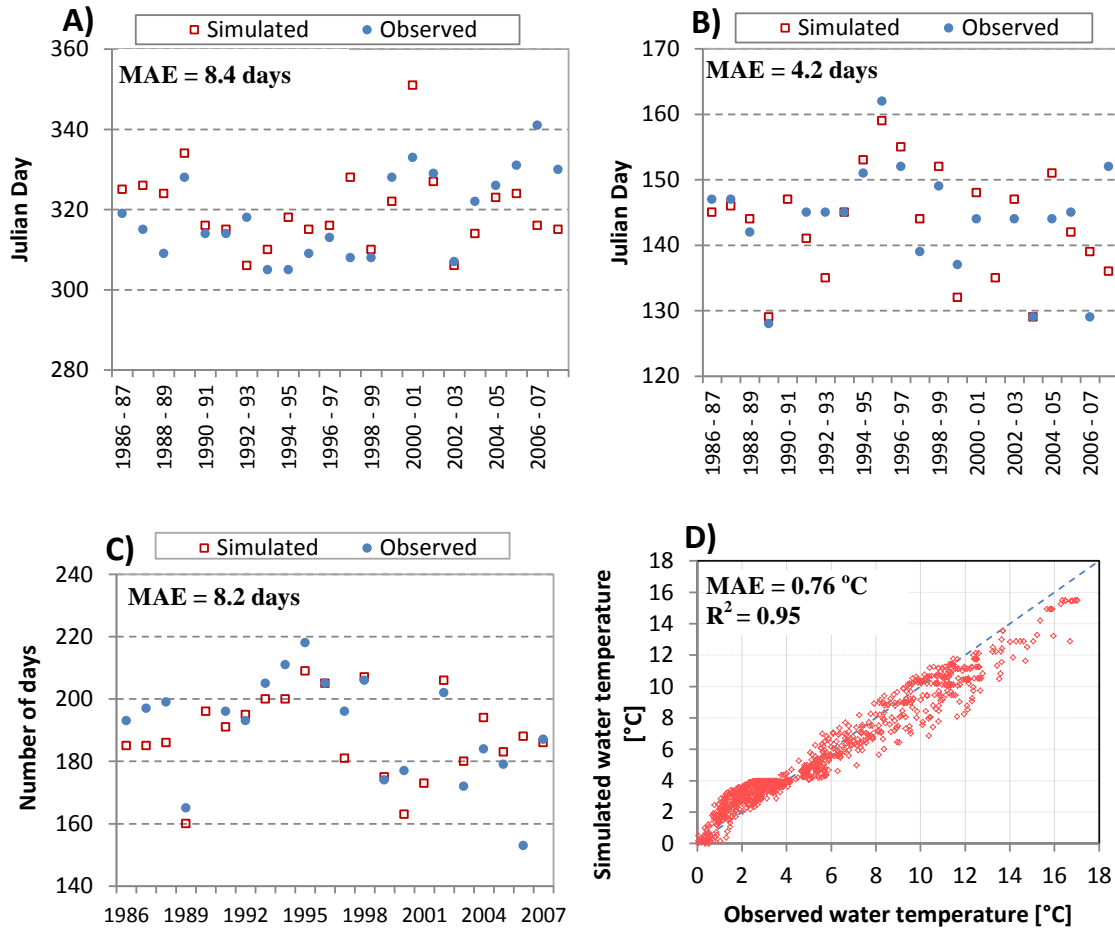 A)
Simulated Observed
MAE = 8.4 days
Julian Day
360
340
320
300
280
1986 - 87
1988 - 89
1990 - 91
1992 - 93
1994 - 95
1996 - 97
1998 - 99
2000 - 01
2002 - 03
2004 - 05
2006 - 07
B)
Simulated Observed
MAE = 4.2 days
Julian Day
170
160
150
140
130
120
1986 - 87
1988 - 89
1990 - 91
1992 - 93
1994 - 95
1996 - 97
1998 - 99
2000 - 01
2002 - 03
2004 - 05
2006 - 07
C)
Simulated Observed
MAE = 8.2 days
Number of days
240
220
200
180
160
140
1986 1989 1992 1995 1998 2001 2004 2007
D)
MAE = 0.76 °C
R² = 0.95
Simulated water temperature
[°C]
18
16
14
12
10
8
6
4
2
0
0 2 4 6 8 10 12 14 16 18
Observed water temperature [°C]